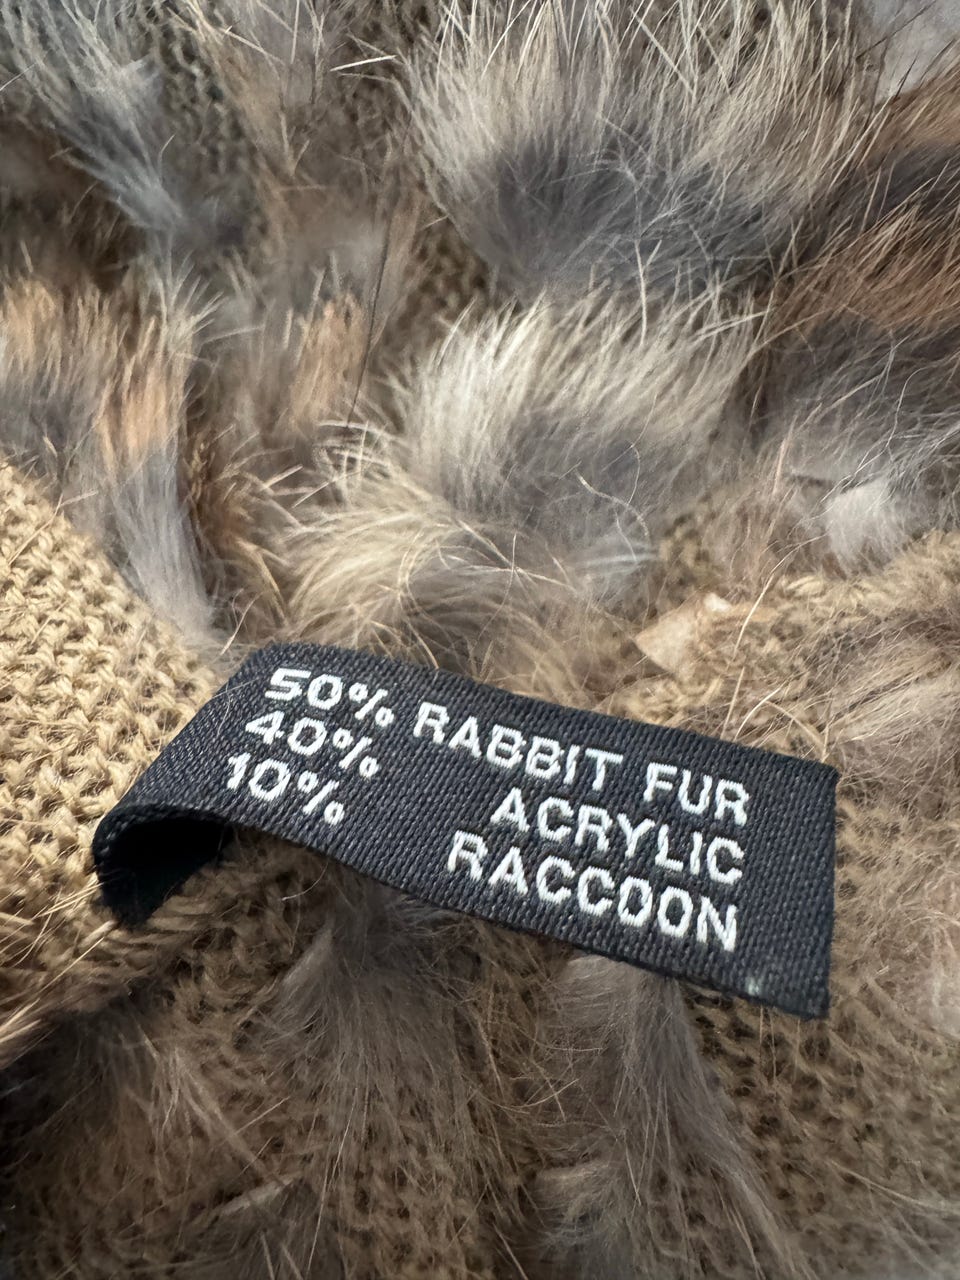 50% RABBIT FUR
40% ACRYLIC
10% RACCOON